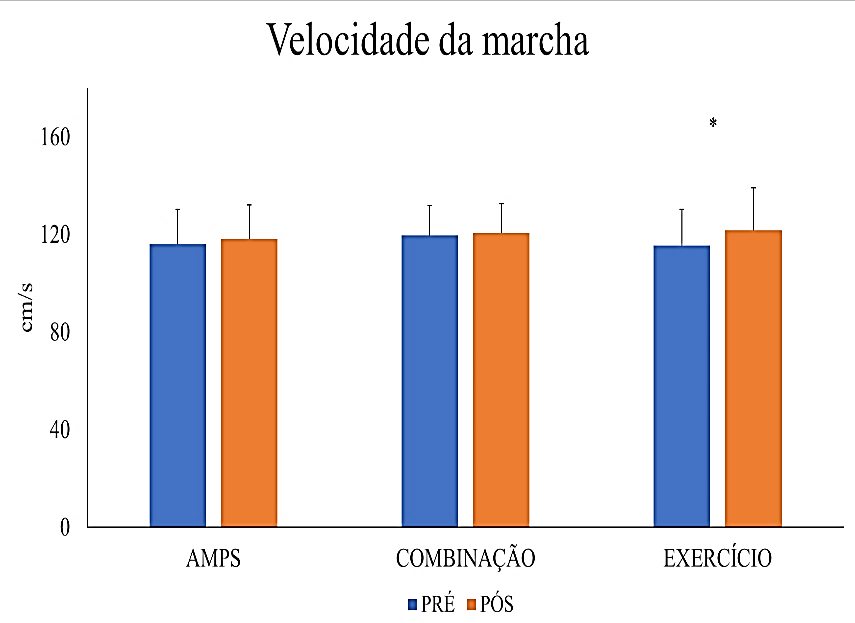 Velocidade da marcha
*
160
120
80
40
0
cm/s
AMPS COMBINAÇÃO EXERCÍCIO
PRÉ PÓS